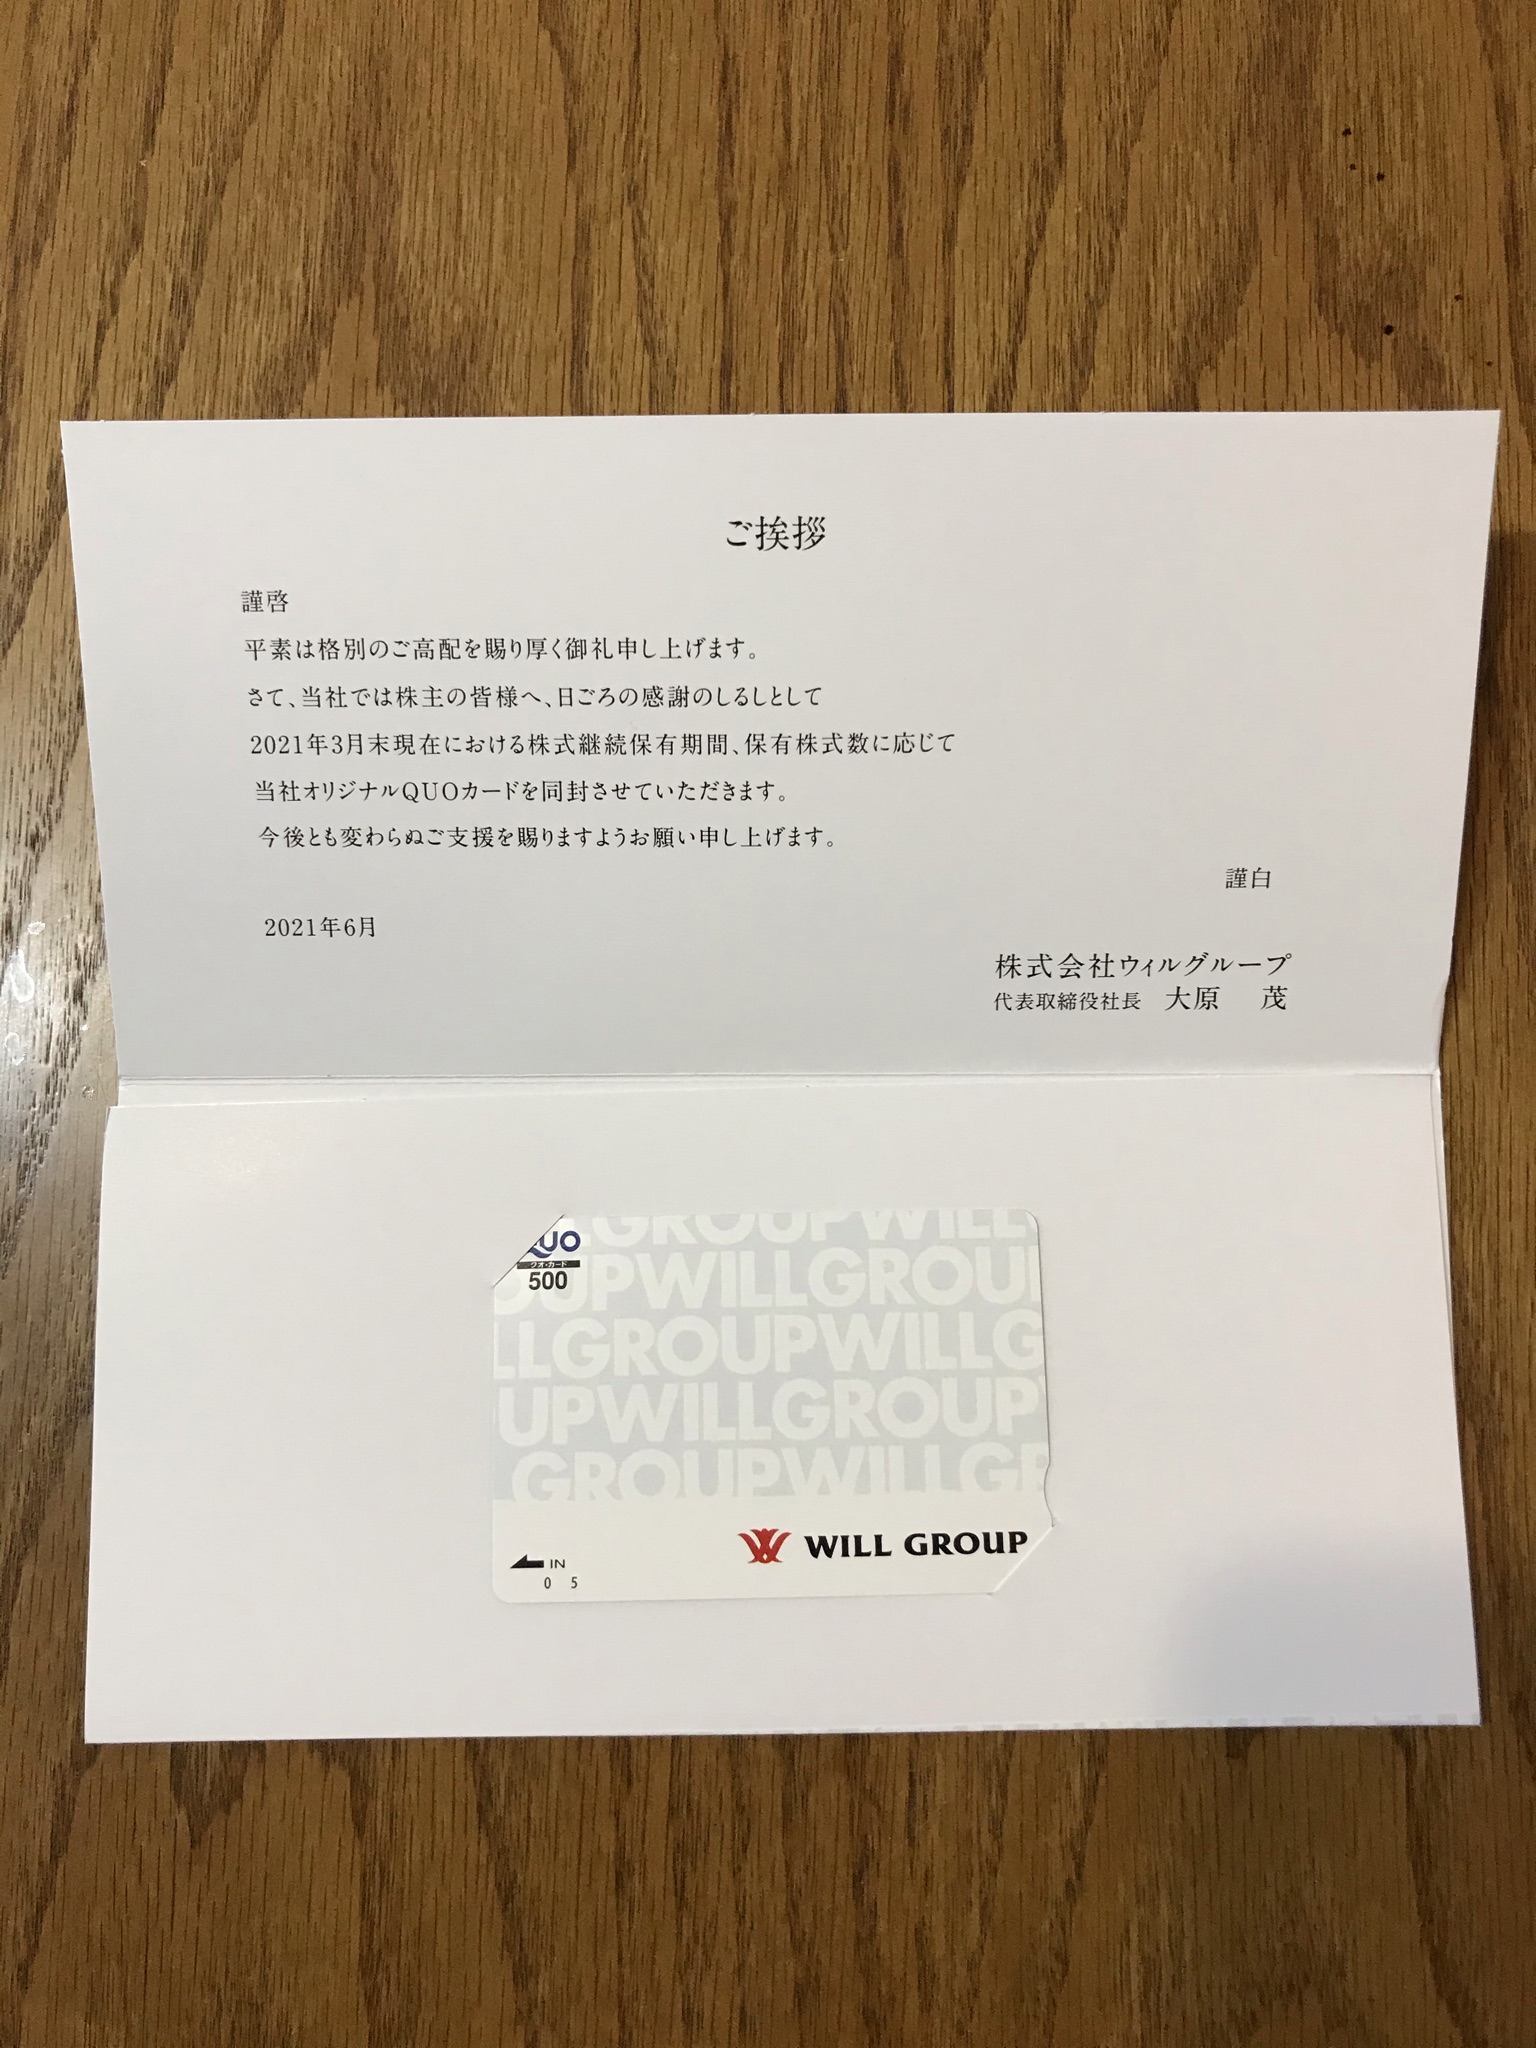 ご挨拶
謹啓
平素は格別のご高配を賜り厚く御礼申し上げます。
さて、当社では株主の皆様へ、日ごろの感謝のしるしとして
2021年3月末現在における株式継続保有期間、保有株式数に応じて
当社オリジナルQUOカードを同封させていただきます。
今後とも変わらぬご支援を賜りますようお願い申し上げます。
謹白
2021年6月
株式会社ウィルグループ
代表取締役社長 大原 茂
QUO
クオ・カード
500
GROUPWILL
OUPWILLGROU
LLGROUPWILLG
UPWILLGROUP
GROUPWILLG
WILL GROUP
IN
0 5